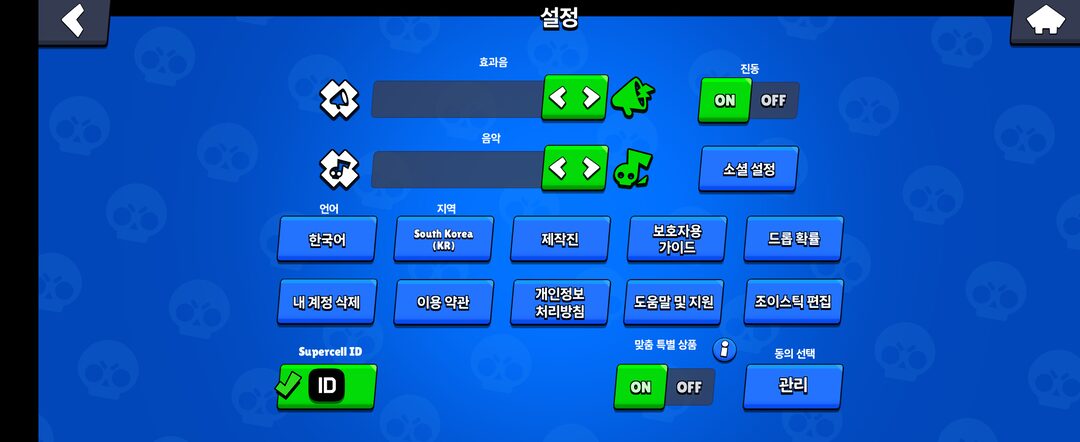 설정
효과음
진동
ON OFF
음악
소셜 설정
언어
지역
한국어
South Korea
(KR)
제작진
보호자용
가이드
드롭 확률
내 계정 삭제
이용 약관
개인정보
처리방침
도움말 및 지원
조이스틱 편집
Supercell ID
맞춤 특별 상품
i
동의 선택
ID
ON OFF
관리